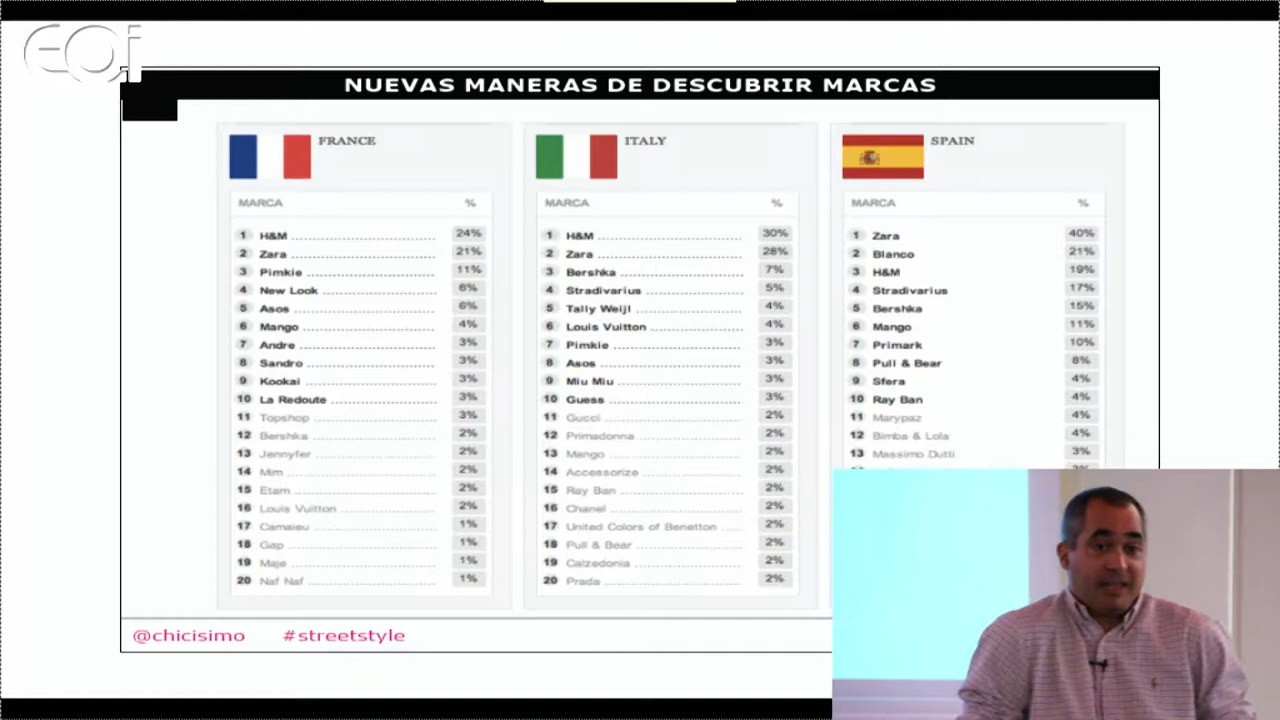 EOI
NUEVAS MANERAS DE DESCUBRIR MARCAS
FRANCE
MARCA %
1 H&M 24%
2 Zara 21%
3 Pimkie 11%
4 New Look 6%
5 Asos 6%
6 Mango 4%
7 Andre 3%
8 Sandro 3%
9 Kookai 3%
10 La Redoute 3%
11 Topshop 3%
12 Bershka 2%
13 Jennyfer 2%
14 Mim 2%
15 Etam 2%
16 Louis Vuitton 2%
17 Camaieu 1%
18 Gap 1%
19 Maje 1%
20 Naf Naf 1%
ITALY
MARCA %
1 H&M 30%
2 Zara 28%
3 Bershka 7%
4 Stradivarius 5%
5 Tally Weijl 4%
6 Louis Vuitton 4%
7 Pimkie 3%
8 Asos 3%
9 Miu Miu 3%
10 Guess 3%
11 Gucci 2%
12 Primadonna 2%
13 Mango 2%
14 Accessorize 2%
15 Ray Ban 2%
16 Chanel 2%
17 United Colors of Benetton 2%
18 Pull & Bear 2%
19 Calzedonia 2%
20 Prada 2%
SPAIN
MARCA %
1 Zara 40%
2 Blanco 21%
3 H&M 19%
4 Stradivarius 17%
5 Bershka 15%
6 Mango 11%
7 Primark 10%
8 Pull & Bear 8%
9 Sfera 4%
10 Ray Ban 4%
11 Marypaz 4%
12 Bimba & Lola 4%
13 Massimo Dutti 3%
@chicisimo #streetstyle